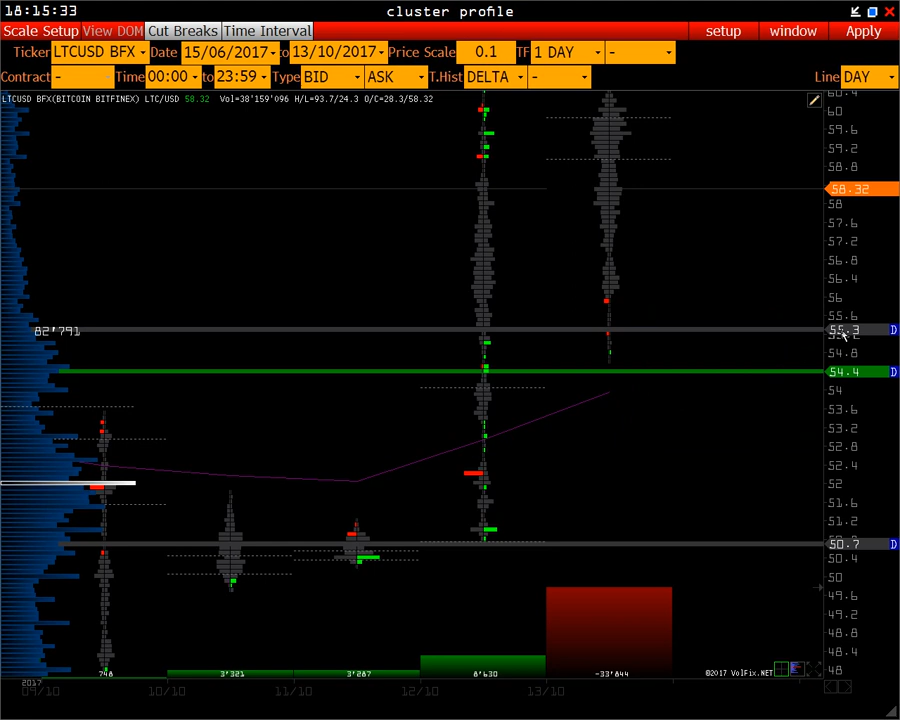 18:15:33 cluster profile
Scale Setup View DOM Cut Breaks Time Interval setup window Apply
Ticker LTCUSD BFX Date 15/06/2017 to 13/10/2017 Price Scale 0.1 TF 1 DAY -
Contract - Time 00:00 to 23:59 Type BID ASK T.Hist DELTA - Line DAY
LTCUSD BFX(BITCOIN BITFINEX) LTC/USD 58.32 Vol=38'159'096 H/L=93.7/24.3 O/C=28.3/58.32
60.4
60
59.6
59.2
58.8
58.32
58
57.6
57.2
56.8
56.4
56
55.6
82'791 55.3 D
54.8
54.4 D
54
53.6
53.2
52.8
52.4
52
51.6
51.2
50.7 D
50.4
50
49.6
49.2
48.8
48.4
748 3'321 3'287 8'630 -33'844 ©2017 VolFix.NET 48
2017
09/10 10/10 11/10 12/10 13/10